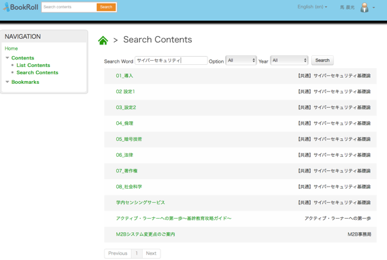 BookRoll
Search contents
Search
English (en)
NAVIGATION
Home
Contents
List Contents
Search Contents
Bookmarks
> Search Contents
Search Word サイバーセキュリティ Option All Year All Search
01_導入 【共通】サイバーセキュリティ基礎論
02 設定1 【共通】サイバーセキュリティ基礎論
03_設定2 【共通】サイバーセキュリティ基礎論
04_倫理 【共通】サイバーセキュリティ基礎論
05_暗号技術 【共通】サイバーセキュリティ基礎論
06_法律 【共通】サイバーセキュリティ基礎論
07_著作権 【共通】サイバーセキュリティ基礎論
08_社会科学 【共通】サイバーセキュリティ基礎論
学内センシングサービス 【共通】サイバーセキュリティ基礎論
アクティブ・ラーナーへの第一歩 アクティブ・ラーナーへの第一歩
M2Bシステム変更点のご案内 M2B事務局
Previous 1 Next